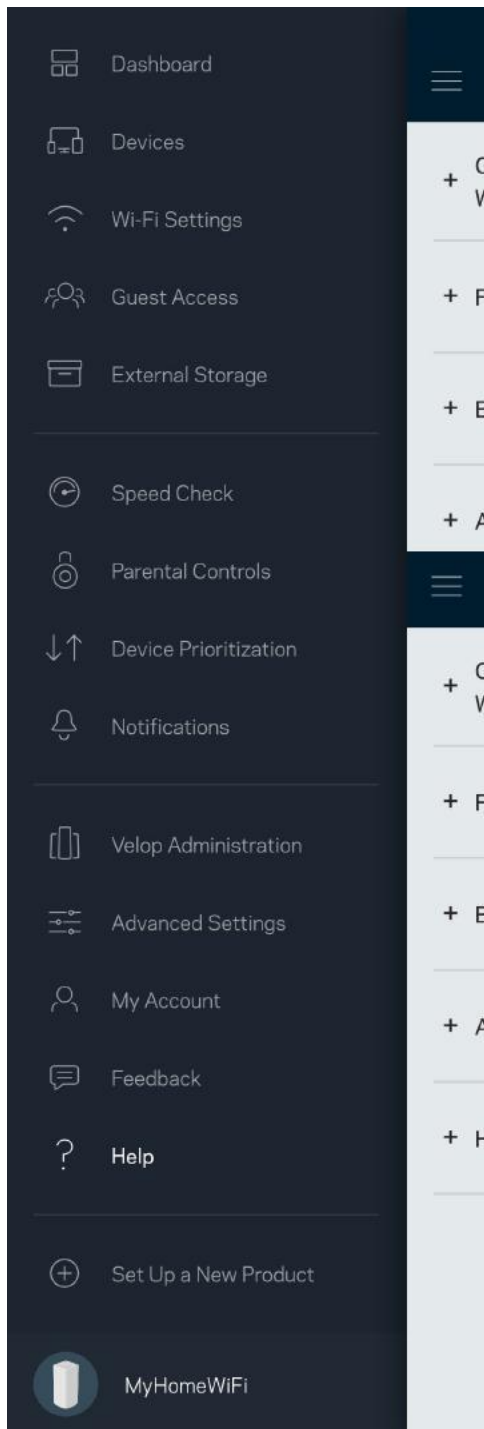 Dashboard
Devices
Wi-Fi Settings
Guest Access
External Storage
Speed Check
Parental Controls
Device Prioritization
Notifications
Velop Administration
Advanced Settings
My Account
Feedback
Help
Set Up a New Product
MyHomeWiFi